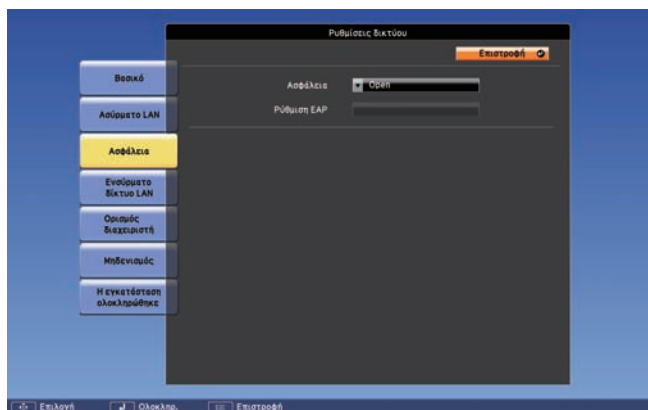 Ρυθμίσεις δικτύου
Επιστροφή
Βασικό
Ασφάλεια
Open
Ασύρματο LAN
Ρύθμιση EAP
Ασφάλεια
Ενσύρματο
δίκτυο LAN
Ορισμός
διαχειριστή
Μηδενισμός
Η εγκατάσταση
ολοκληρώθηκε
Επιλογή
Ολοκληρ.
Επιστροφή